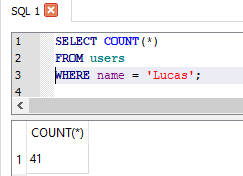 SQL 1
1 SELECT COUNT(*)
2 FROM users
3 WHERE name = 'Lucas';
4
COUNT(*)
1 41